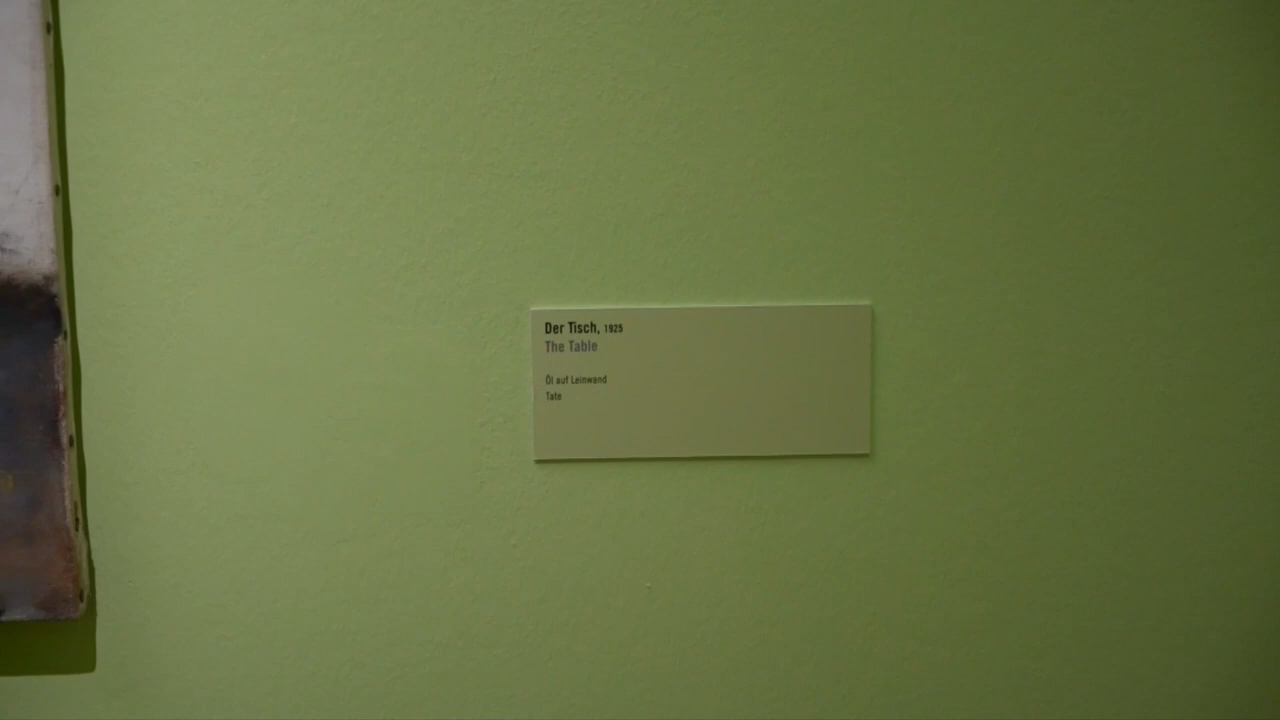 Der Tisch, 1925
The Table
Öl auf Leinwand
Tate